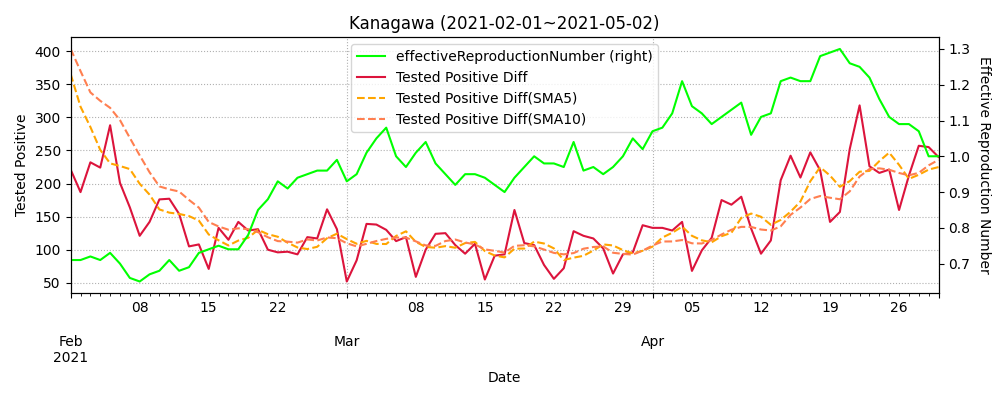 Kanagawa (2021-02-01~2021-05-02)
effectiveReproductionNumber (right)
Tested Positive Diff
Tested Positive Diff(SMA5)
Tested Positive Diff(SMA10)
Tested Positive
400
350
300
250
200
150
100
50
1.3
1.2
1.1
1.0
0.9
0.8
0.7
Effective Reproduction Number
08 15 22 08 15 22 29 05 12 19 26
Feb Mar Apr
2021
Date